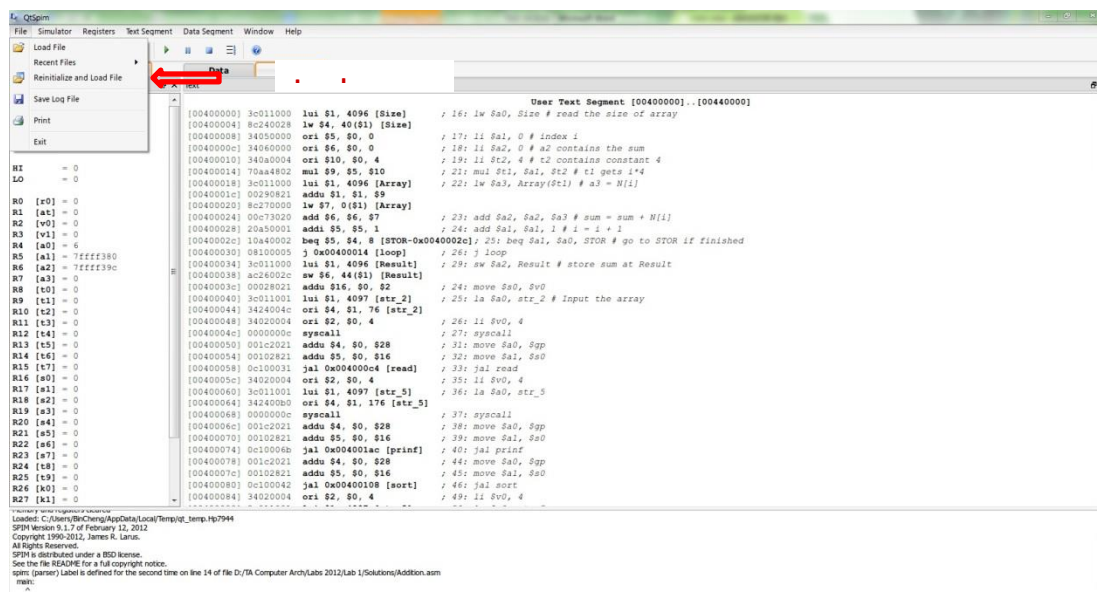 QtSpim
File Simulator Registers Text Segment Data Segment Window Help
Load File
Recent Files
Reinitialize and Load File
Save Log File
Print
Exit
Data
Text
HI = 0
LO = 0
R0 [r0] = 0
R1 [at] = 0
R2 [v0] = 0
R3 [v1] = 0
R4 [a0] = 6
R5 [a1] = 7ffff380
R6 [a2] = 7ffff39c
R7 [a3] = 0
R8 [t0] = 0
R9 [t1] = 0
R10 [t2] = 0
R11 [t3] = 0
R12 [t4] = 0
R13 [t5] = 0
R14 [t6] = 0
R15 [t7] = 0
R16 [s0] = 0
R17 [s1] = 0
R18 [s2] = 0
R19 [s3] = 0
R20 [s4] = 0
R21 [s5] = 0
R22 [s6] = 0
R23 [s7] = 0
R24 [t8] = 0
R25 [t9] = 0
R26 [k0] = 0
R27 [k1] = 0
User Text Segment [00400000]..[00440000]
[00400000] 3c011000 lui $1, 4096 [Size] ; 16: lw $a0, Size # read the size of array
[00400004] 8c240028 lw $4, 40($1) [Size]
[00400008] 34050000 ori $5, $0, 0 ; 17: li $a1, 0 # index i
[0040000c] 34060000 ori $6, $0, 0 ; 18: li $a2, 0 # a2 contains the sum
[00400010] 340a0004 ori $10, $0, 4 ; 19: li $t2, 4 # t2 contains constant 4
[00400014] 70aa4802 mul $9, $5, $10 ; 21: mul $t1, $a1, $t2 # t1 gets i*4
[00400018] 3c011000 lui $1, 4096 [Array] ; 22: lw $a3, Array($t1) # a3 = N[i]
[0040001c] 00290821 addu $1, $1, $9
[00400020] 8c270000 lw $7, 0($1) [Array]
[00400024] 00c73020 add $6, $6, $7 ; 23: add $a2, $a2, $a3 # sum = sum + N[i]
[00400028] 20a50001 addi $5, $5, 1 ; 24: add $a1, $a1, 1 # i = i + 1
[0040002c] 10a40002 beq $5, $4, 8 [STOR-0x0040002c]; 25: beq $a1, $a0, STOR # go to STOR if finished
[00400030] 08100005 j 0x00400014 [loop] ; 26: j loop
[00400034] 3c011000 lui $1, 4096 [Result] ; 29: sw $a2, Result # store sum at Result
[00400038] ac26002c sw $6, 44($1) [Result]
[0040003c] 00028021 addu $16, $0, $2 ; 24: move $s0, $v0
[00400040] 3c011001 lui $1, 4097 [str_2] ; 25: la $a0, str_2 # Input the array
[00400044] 3424004c ori $4, $1, 76 [str_2]
[00400048] 34020004 ori $2, $0, 4 ; 26: li $v0, 4
[0040004c] 0000000c syscall ; 27: syscall
[00400050] 001c2021 addu $4, $0, $28 ; 31: move $a0, $gp
[00400054] 00102821 addu $5, $0, $16 ; 32: move $a1, $s0
[00400058] 0c100031 jal 0x004000c4 [read] ; 33: jal read
[0040005c] 34020004 ori $2, $0, 4 ; 35: li $v0, 4
[00400060] 3c011001 lui $1, 4097 [str_5] ; 36: la $a0, str_5
[00400064] 342400b0 ori $4, $1, 176 [str_5]
[00400068] 0000000c syscall ; 37: syscall
[0040006c] 001c2021 addu $4, $0, $28 ; 38: move $a0, $gp
[00400070] 00102821 addu $5, $0, $16 ; 39: move $a1, $s0
[00400074] 0c10006b jal 0x004001ac [prinf] ; 40: jal prinf
[00400078] 001c2021 addu $4, $0, $28 ; 44: move $a0, $gp
[0040007c] 00102821 addu $5, $0, $16 ; 45: move $a1, $s0
[00400080] 0c100042 jal 0x00400108 [sort] ; 46: jal sort
[00400084] 34020004 ori $2, $0, 4 ; 49: li $v0, 4
Memory and registers cleared
Loaded: C:/Users/BinCheng/AppData/Local/Temp/qt_temp.Hp7944
SPIM Version 9.1.7 of February 12, 2012
Copyright 1990-2012, James R. Larus.
All Rights Reserved.
SPIM is distributed under a BSD license.
See the file README for a full copyright notice.
spim: (parser) Label is defined for the second time on line 14 of file D:/TA Computer Arch/Labs 2012/Lab 1/Solutions/Addition.asm
main:
^